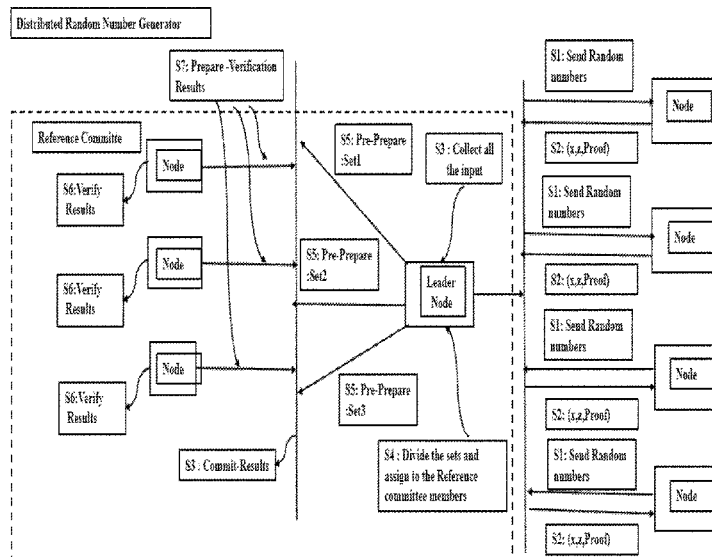 Distributed Random Number Generator
S7: Prepare -Verification
Results
Reference Committe
Node
S6:Verify
Results
Node
S6:Verify
Results
Node
S6:Verify
Results
S3 : Commit-Results
S5: Pre-Prepare
:Set1
S5: Pre-Prepare
:Set2
S5: Pre-Prepare
:Set3
S3 : Collect all
the input
Leader
Node
S4 : Divide the sets and
assign to the Reference
committee members
S1: Send Random
numbers
Node
S2: (x,z,Proof)
S1: Send Random
numbers
Node
S2: (x,z,Proof)
S1: Send Random
numbers
Node
S2: (x,z,Proof)
S1: Send Random
numbers
Node
S2: (x,z,Proof)